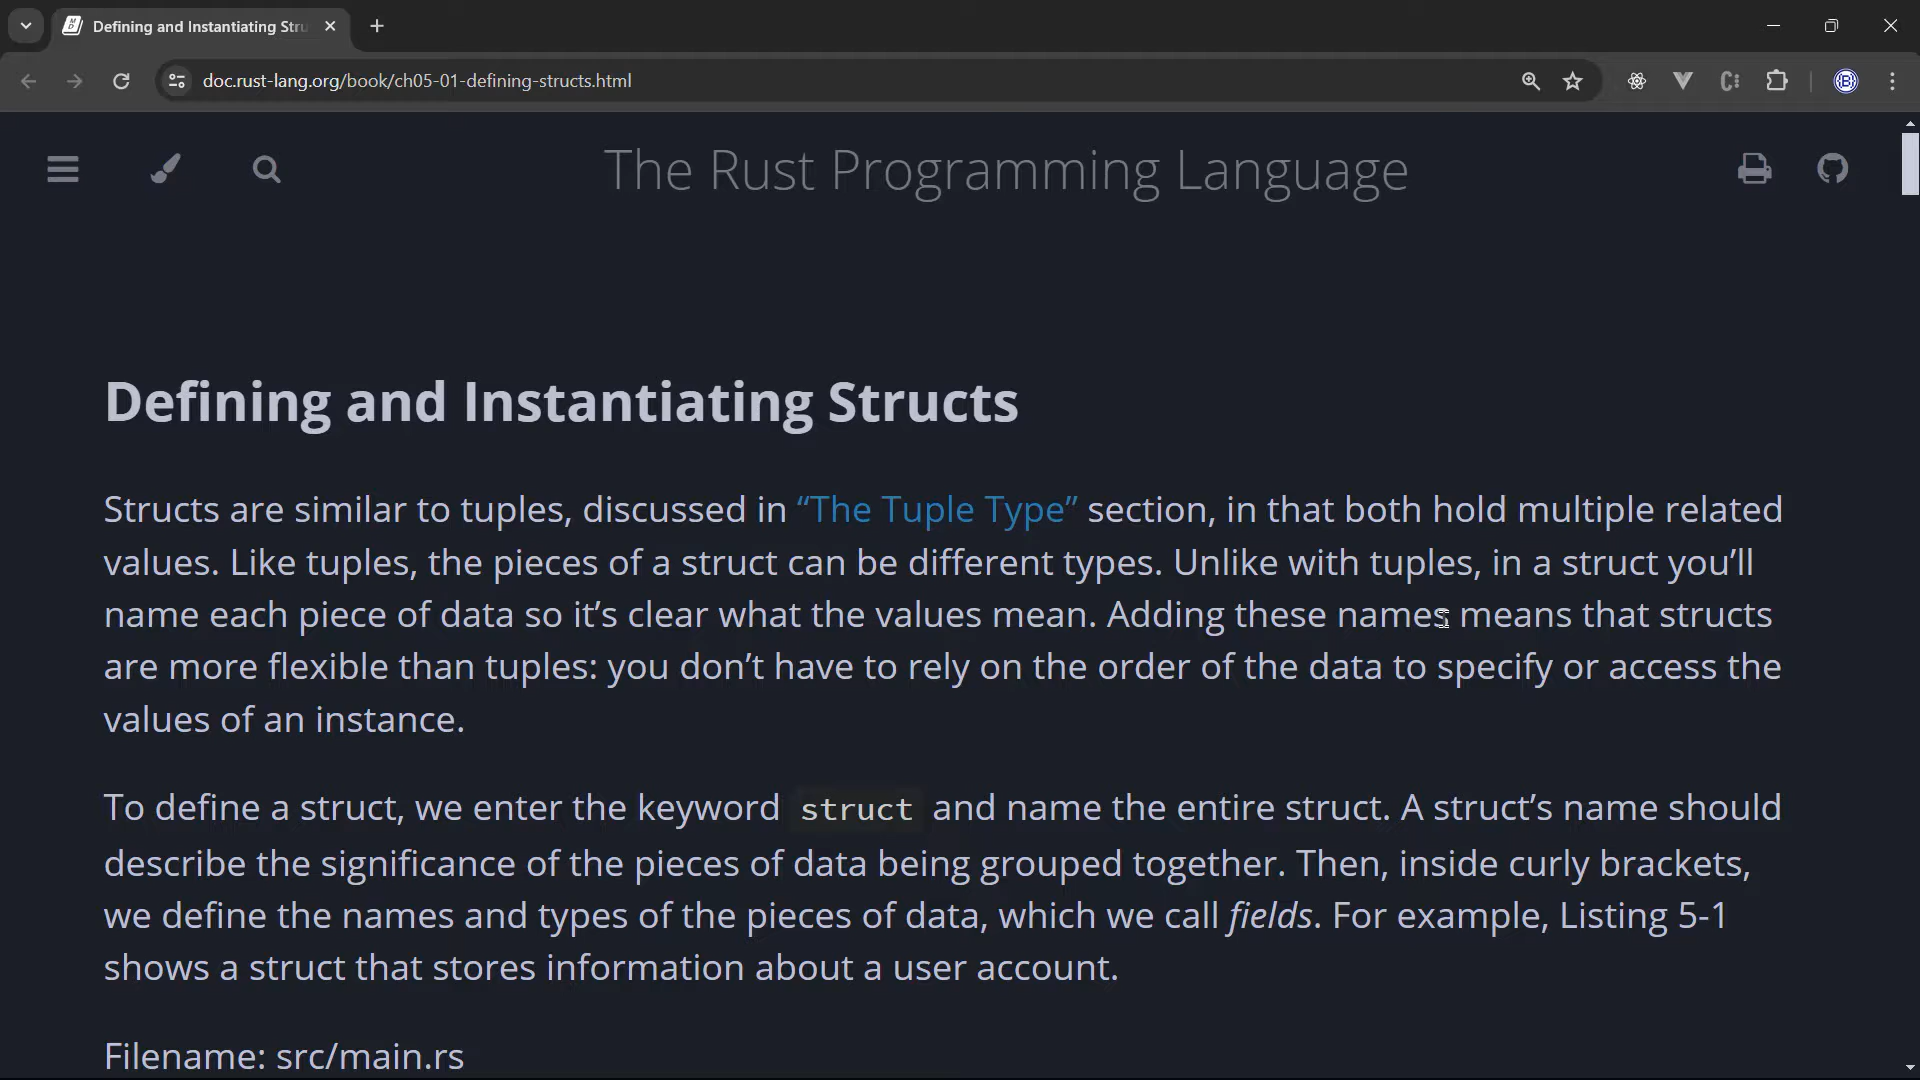 Defining and Instantiating Stru
doc.rust-lang.org/book/ch05-01-defining-structs.html
The Rust Programming Language
Defining and Instantiating Structs
Structs are similar to tuples, discussed in “The Tuple Type” section, in that both hold multiple related
values. Like tuples, the pieces of a struct can be different types. Unlike with tuples, in a struct you’ll
name each piece of data so it’s clear what the values mean. Adding these names means that structs
are more flexible than tuples: you don’t have to rely on the order of the data to specify or access the
values of an instance.
To define a struct, we enter the keyword struct and name the entire struct. A struct’s name should
describe the significance of the pieces of data being grouped together. Then, inside curly brackets,
we define the names and types of the pieces of data, which we call fields. For example, Listing 5-1
shows a struct that stores information about a user account.
Filename: src/main.rs